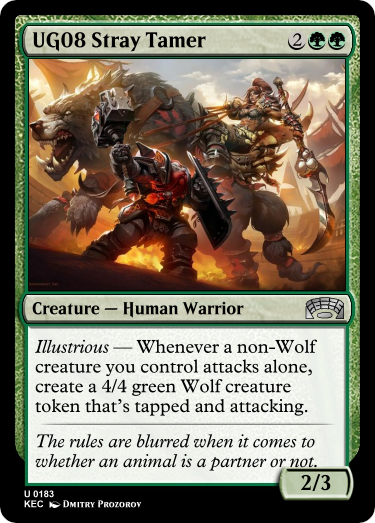 UG08 Stray Tamer 2
Creature — Human Warrior
Illustrious — Whenever a non-Wolf
creature you control attacks alone,
create a 4/4 green Wolf creature
token that's tapped and attacking.
The rules are blurred when it comes to
whether an animal is a partner or not.
2/3
U 0183
KEC Dmitry Prozorov